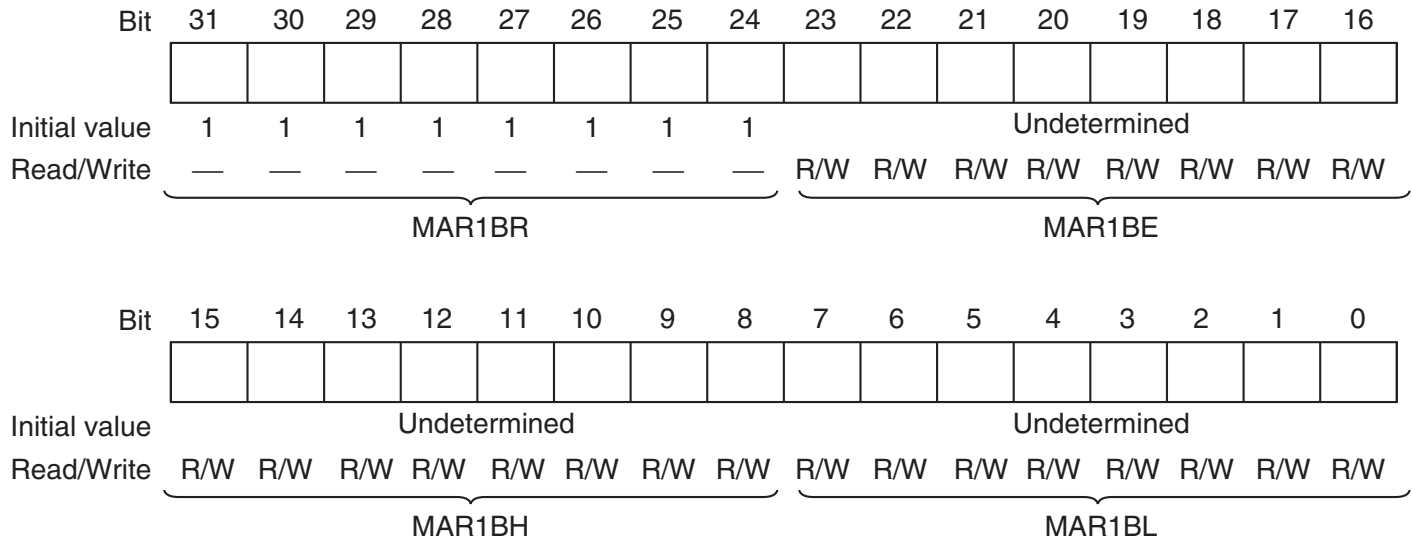 Bit 31 30 29 28 27 26 25 24 23 22 21 20 19 18 17 16
Initial value 1 1 1 1 1 1 1 1 Undetermined
Read/Write — — — — — — — — R/W R/W R/W R/W R/W R/W R/W R/W
MAR1BR MAR1BE
Bit 15 14 13 12 11 10 9 8 7 6 5 4 3 2 1 0
Initial value Undetermined Undetermined
Read/Write R/W R/W R/W R/W R/W R/W R/W R/W R/W R/W R/W R/W R/W R/W R/W R/W
MAR1BH MAR1BL